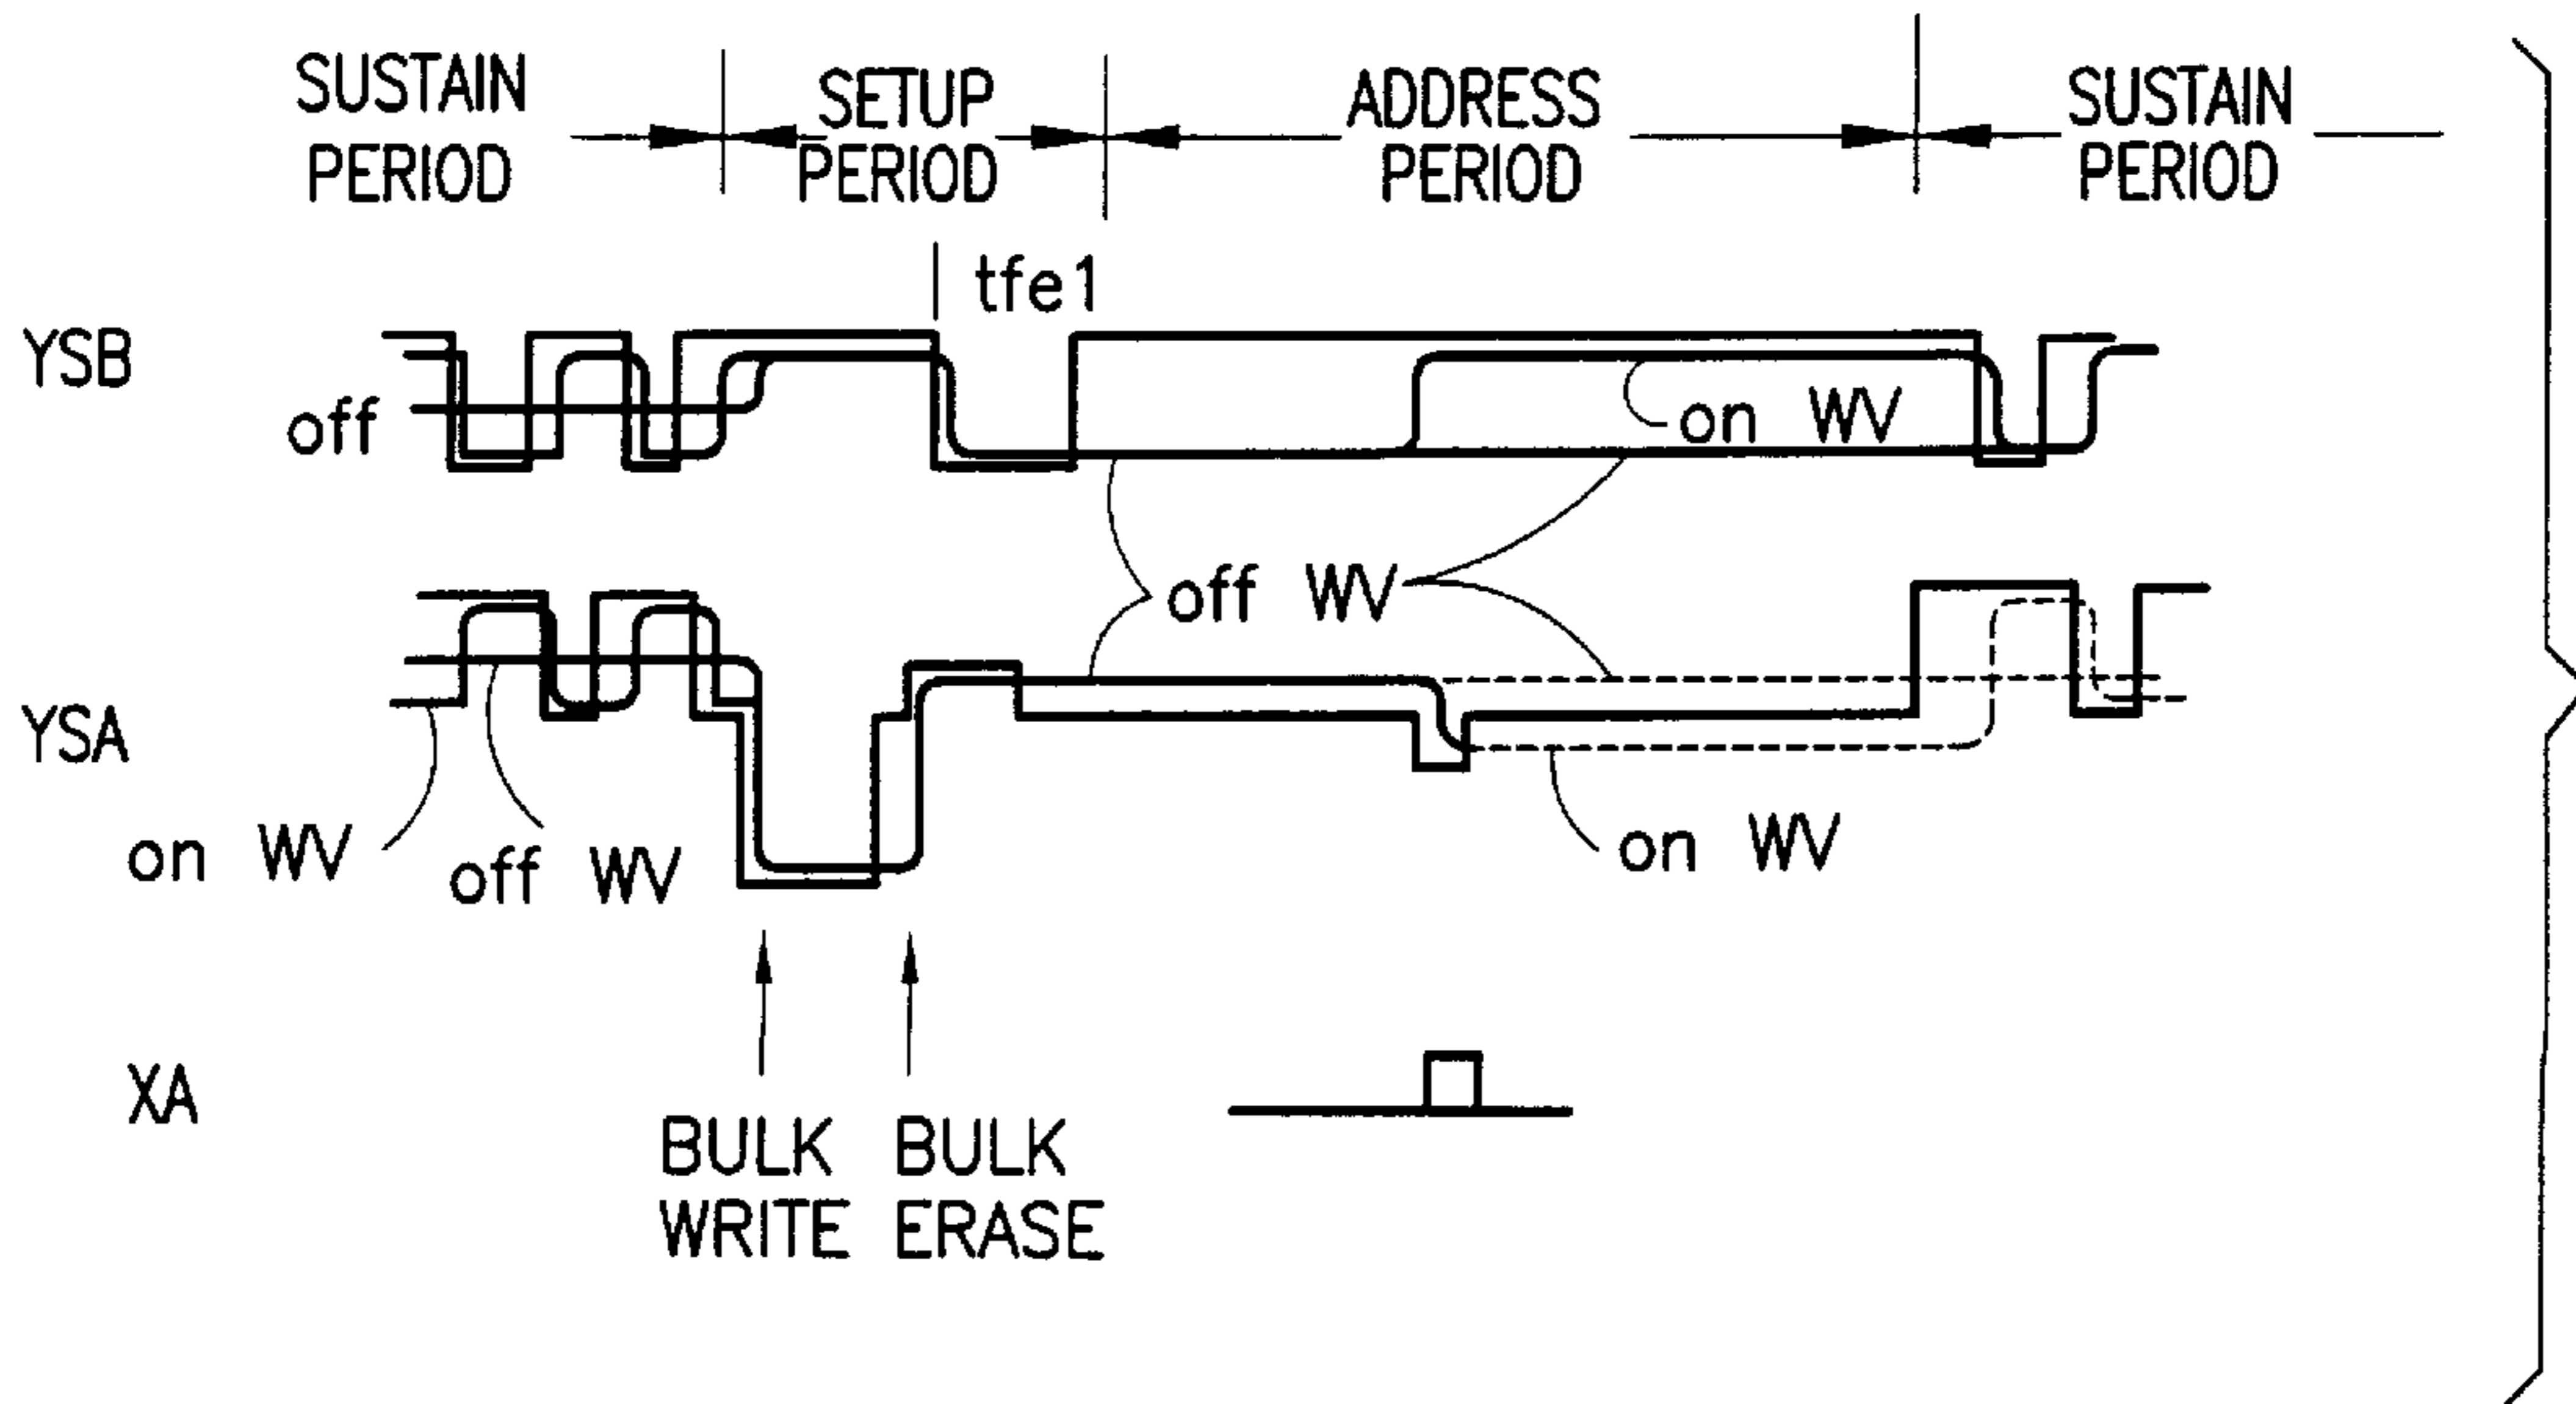 SUSTAIN
PERIOD
SETUP
PERIOD
ADDRESS
PERIOD
SUSTAIN
PERIOD
tfe1
YSB
off
on WV
off WV
YSA
on WV
off WV
on WV
XA
BULK
WRITE
BULK
ERASE